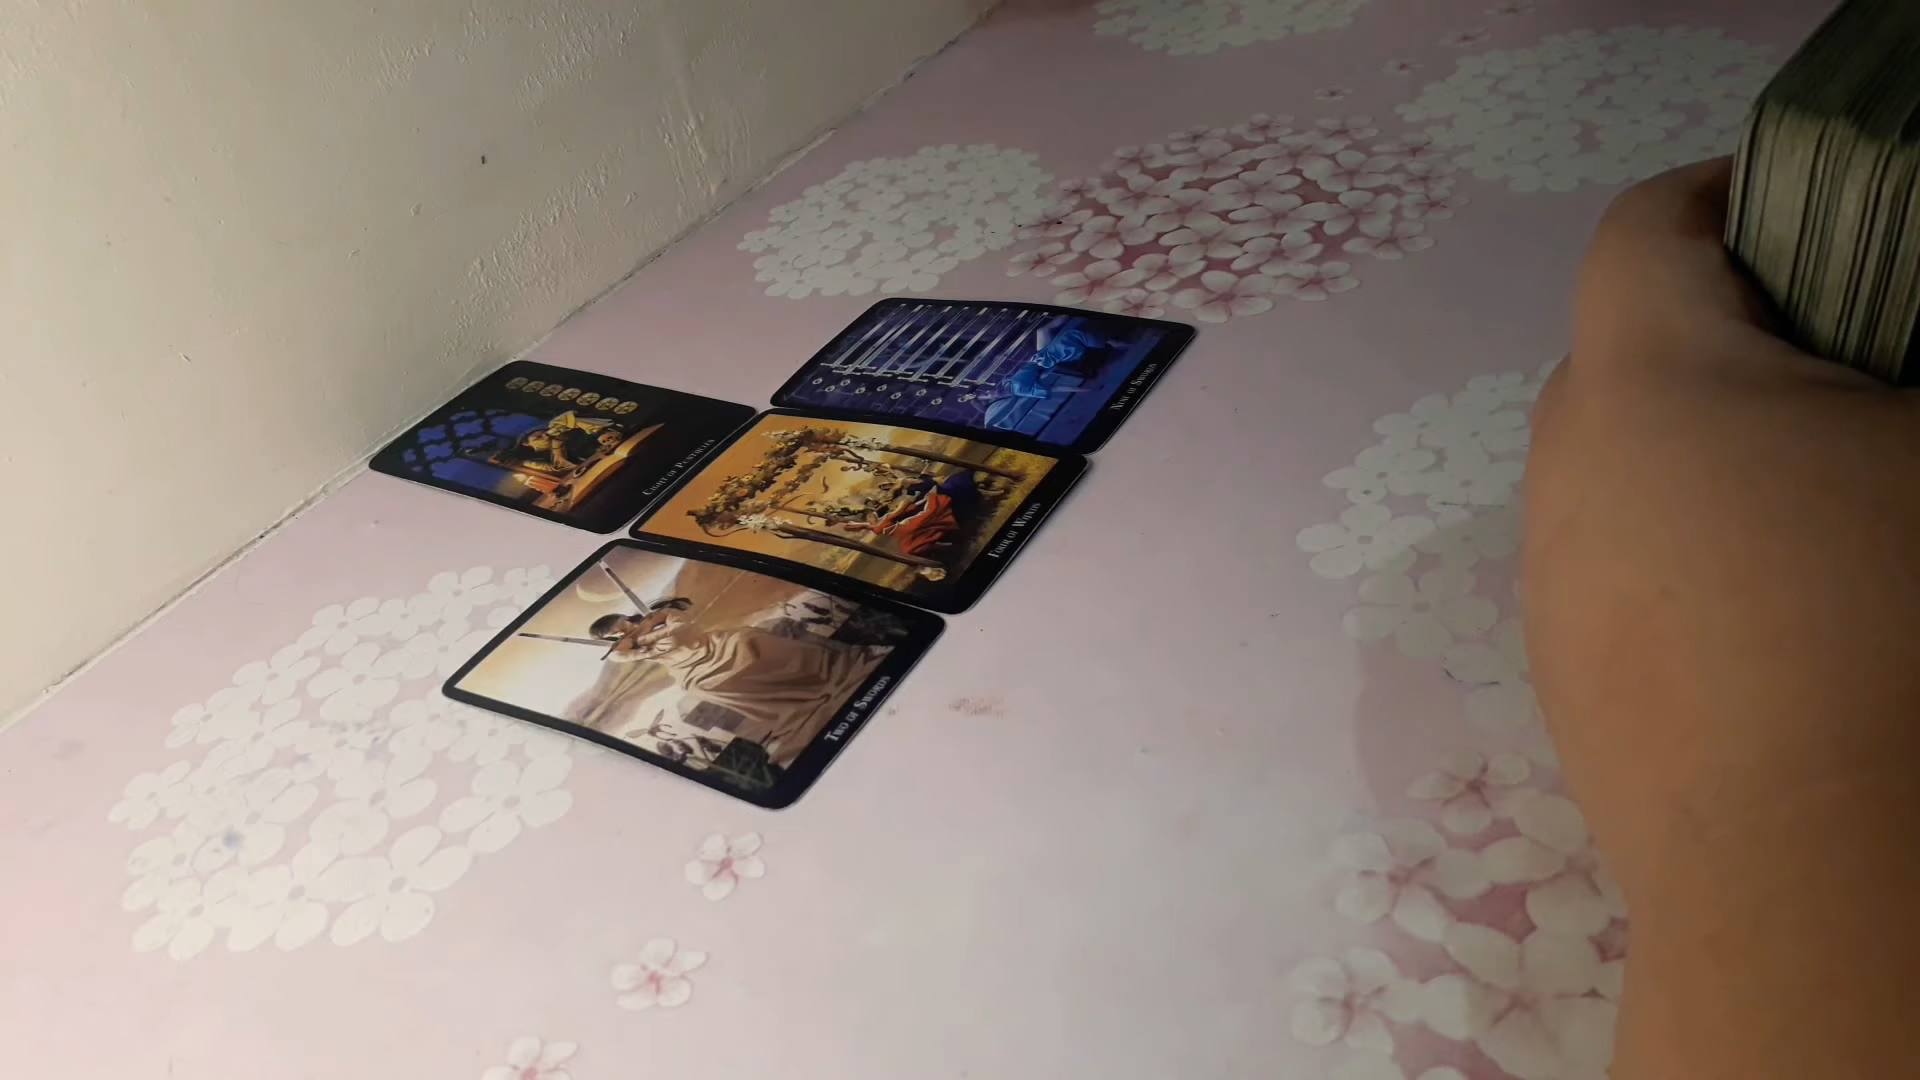 NINE OF SWORDS
EIGHT OF PENTACLES
FOUR OF WANDS
TWO OF SWORDS